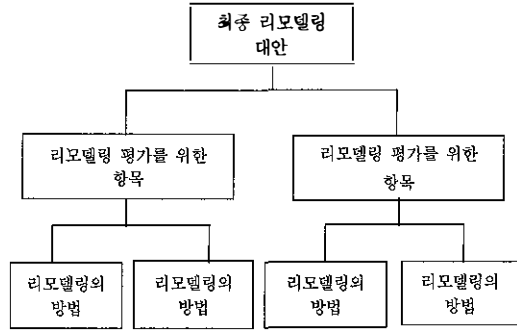 최종 리모델링
대안
리모델링 평가를 위한
항목
리모델링 평가를 위한
항목
리모델링의
방법
리모델링의
방법
리모델링의
방법
리모델링의
방법